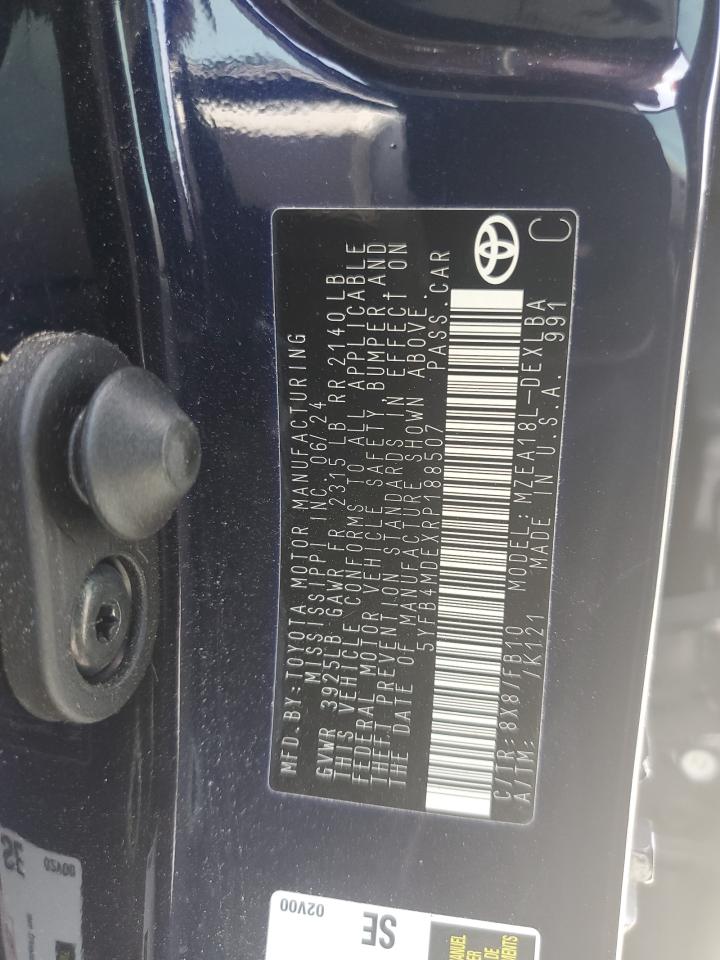 MFD.BY:TOYOTA MOTOR MANUFACTURING
MISSISSIPPI INC. 06/24
GVWR 3925LB GAWR FR 2315 LB RR 2140LB
THIS VEHICLE CONFORMS TO ALL APPLICABLE
FEDERAL MOTOR VEHICLE SAFETY, BUMPER AND
THEFT PREVENTION STANDARDS IN EFFECT ON
THE DATE OF MANUFACTURE SHOWN ABOVE.
5YFB4MDEXRP188507 PASS.CAR
C/TR: 8X8/FB10 MODEL: MZEA18L-DEXLBA
A/TM: /K121 MADE IN U.S.A. 991
C
02V00
SE